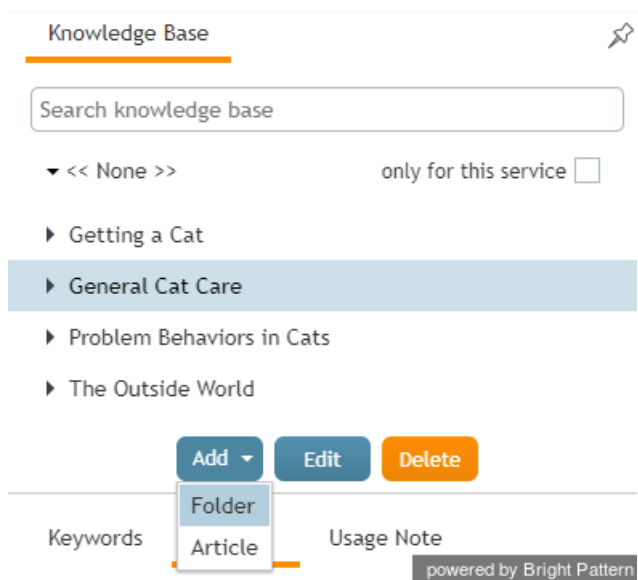 Knowledge Base
Search knowledge base
<< None >> only for this service
Getting a Cat
General Cat Care
Problem Behaviors in Cats
The Outside World
Add Edit Delete
Folder
Keywords Article Usage Note
powered by Bright Pattern